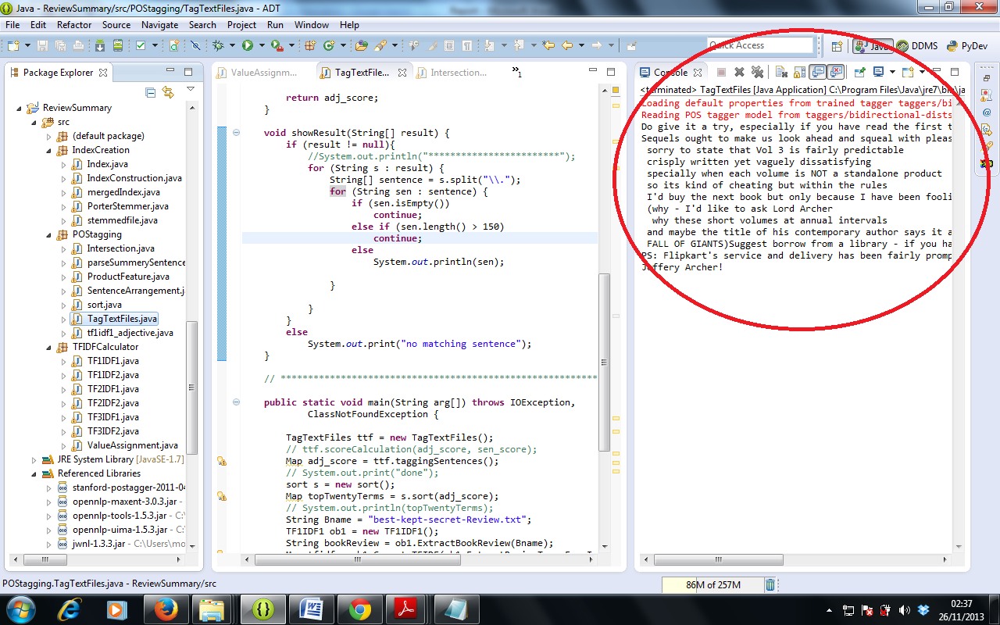 Java - ReviewSummary/src/POStagging/TagTextFiles.java - ADT
File Edit Refactor Source Navigate Search Project Run Window Help
Quick Access
Java
DDMS
PyDev
Package Explorer
ReviewSummary
src
(default package)
IndexCreation
Index.java
IndexConstruction.java
mergedIndex.java
PorterStemmer.java
stemmedfile.java
POStagging
Intersection.java
parseSummerySentence
ProductFeature.java
SentenceArrangement.j
sort.java
TagTextFiles.java
tf1idf1_adjective.java
TFIDFCalculator
TF1IDF1.java
TF1IDF2.java
TF2IDF1.java
TF2IDF2.java
TF3IDF1.java
TF3IDF2.java
ValueAssignment.java
JRE System Library [JavaSE-1.7]
Referenced Libraries
stanford-postagger-2011-04
opennlp-maxent-3.0.3.jar -
opennlp-tools-1.5.3.jar - C:\
opennlp-uima-1.5.3.jar - C:\
jwnl-1.3.3.jar - C:\Users\mo
ValueAssignm... TagTextFile... Intersection... »1
return adj_score;
}
void showResult(String[] result) {
if (result != null){
//System.out.println("************************");
for (String s : result) {
String[] sentence = s.split("\\.");
for (String sen : sentence) {
if (sen.isEmpty())
continue;
else if (sen.length() > 150)
continue;
else
System.out.println(sen);
}
}
}
else
System.out.print("no matching sentence");
}
// **********************************************************
public static void main(String arg[]) throws IOException,
ClassNotFoundException {
TagTextFiles ttf = new TagTextFiles();
// ttf.scoreCalculation(adj_score, sen_score);
Map adj_score = ttf.taggingSentences();
// System.out.print("done");
sort s = new sort();
Map topTwentyTerms = s.sort(adj_score);
// System.out.println(topTwentyTerms);
String Bname = "best-kept-secret-Review.txt";
TF1IDF1 ob1 = new TF1IDF1();
String bookReview = ob1.ExtractBookReview(Bname);
Console
<terminated> TagTextFiles [Java Application] C:\Program Files\Java\jre7\bin\ja
Loading default properties from trained tagger taggers/bi
Reading POS tagger model from taggers/bidirectional-dists
Do give it a try, especially if you have read the first t
Sequels ought to make us look ahead and squeal with pleas
sorry to state that Vol 3 is fairly predictable
crisply written yet vaguely dissatisfying
specially when each volume is NOT a standalone product
so its kind of cheating but within the rules
I'd buy the next book but only because I have been fooli
(why - I'd like to ask Lord Archer
why these short volumes at annual intervals
and maybe the title of his contemporary author says it a
FALL OF GIANTS)Suggest borrow from a library - if you ha
PS: Flipkart's service and delivery has been fairly promp
Jeffery Archer!
POStagging.TagTextFiles.java - ReviewSummary/src
86M of 257M
02:37
26/11/2013